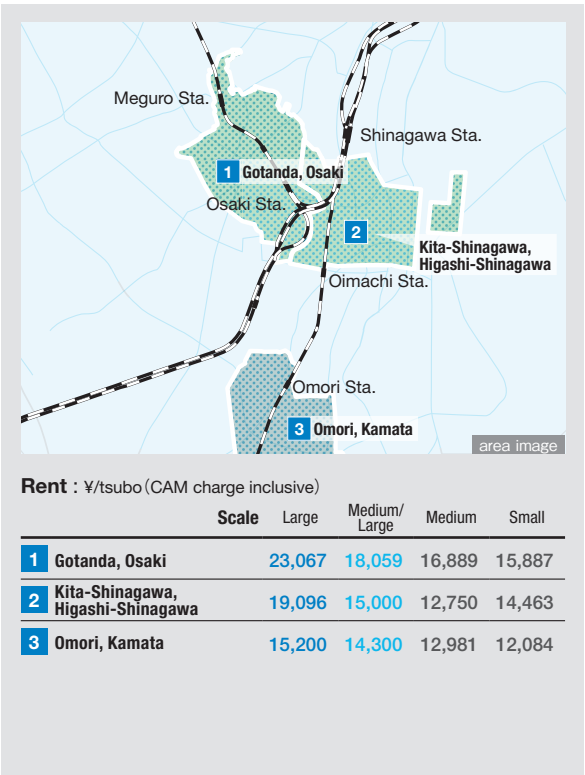 Meguro Sta.
Shinagawa Sta.
1 Gotanda, Osaki
Osaki Sta.
2
Kita-Shinagawa,
Higashi-Shinagawa
Oimachi Sta.
Omori Sta.
3 Omori, Kamata
area image
Rent : ¥/tsubo（CAM charge inclusive）
Scale Large Medium/ Large Medium Small
1 Gotanda, Osaki 23,067 18,059 16,889 15,887
2 Kita-Shinagawa, Higashi-Shinagawa 19,096 15,000 12,750 14,463
3 Omori, Kamata 15,200 14,300 12,981 12,084